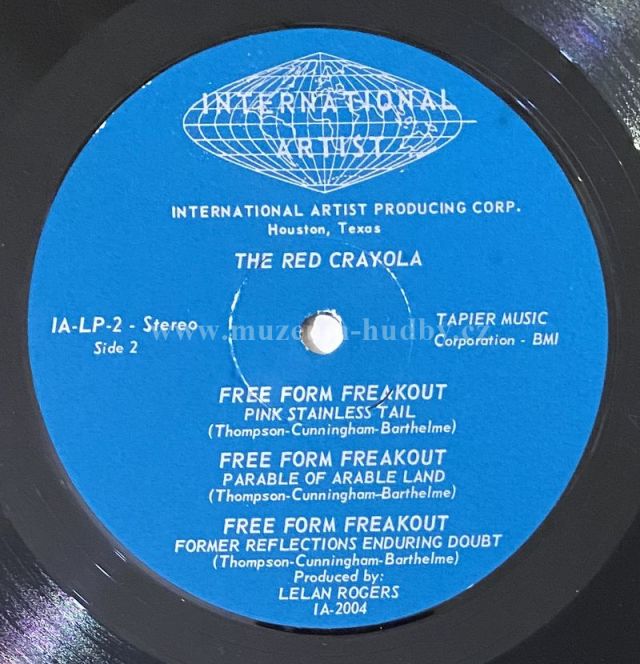 INTERNATIONAL
ARTIST
INTERNATIONAL ARTIST PRODUCING CORP.
Houston, Texas
THE RED CRAYOLA
IA-LP-2 - Stereo
Side 2
TAPIER MUSIC
Corporation - BMI
www.muzeum-hudby.cz
FREE FORM FREAKOUT
PINK STAINLESS TAIL
(Thompson-Cunningham-Barthelme)
FREE FORM FREAKOUT
PARABLE OF ARABLE LAND
(Thompson-Cunningham-Barthelme)
FREE FORM FREAKOUT
FORMER REFLECTIONS ENDURING DOUBT
(Thompson-Cunningham-Barthelme)
Produced by:
LELAN ROGERS
IA-2004